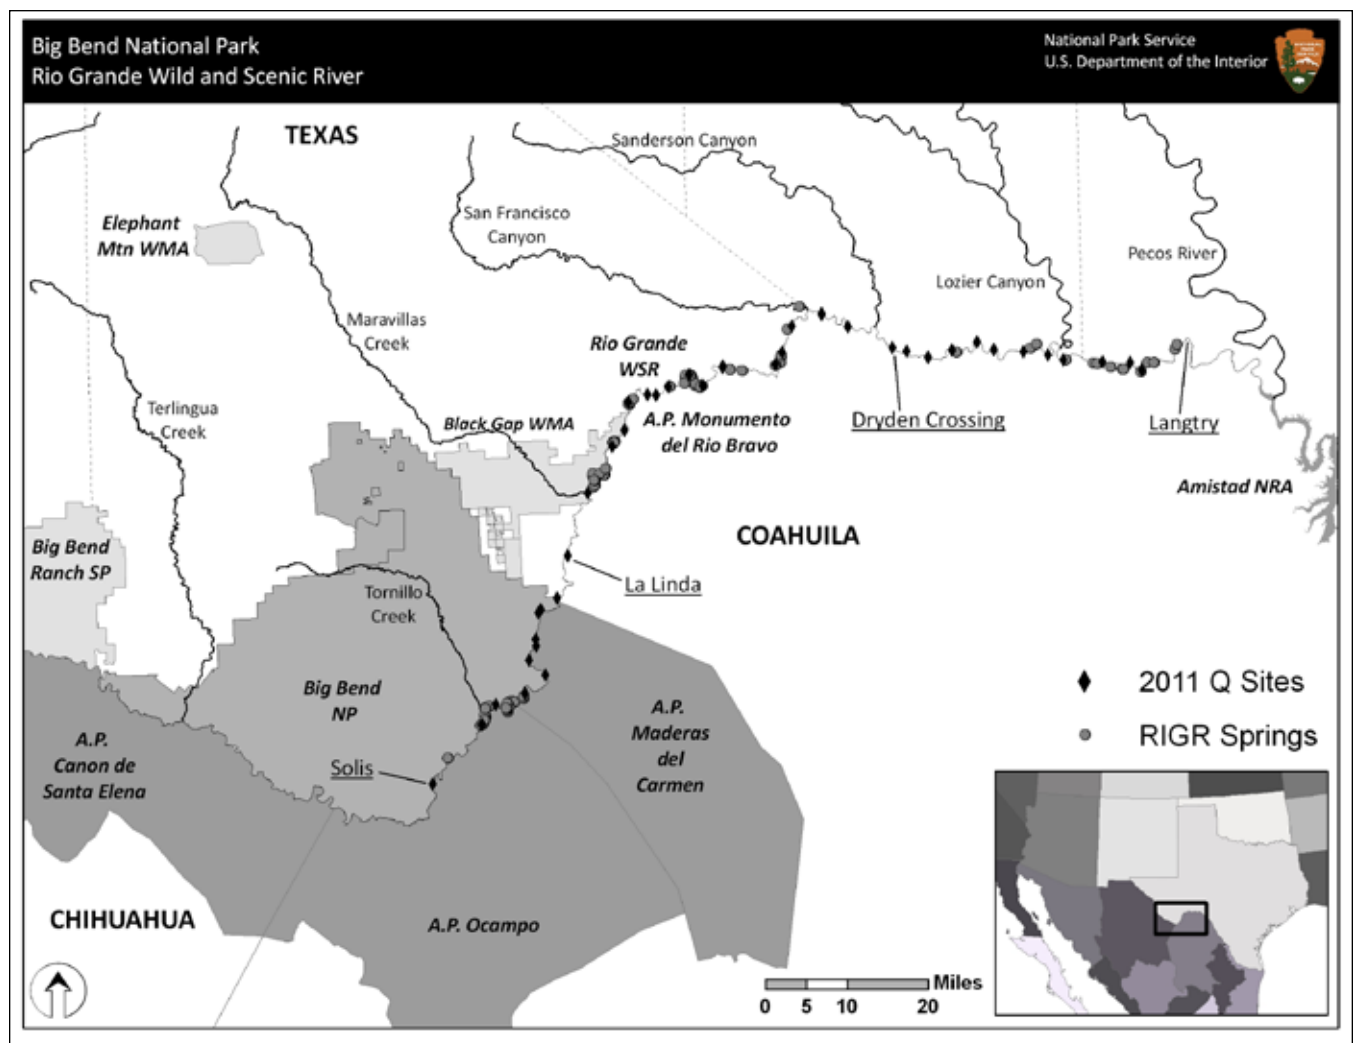 Big Bend National Park
Rio Grande Wild and Scenic River
National Park Service
U.S. Department of the Interior
TEXAS
Sanderson Canyon
Elephant
Mtn WMA
San Francisco
Canyon
Pecos River
Lozier Canyon
Maravillas
Creek
Rio Grande
WSR
Terlingua
Creek
Black Gap WMA
A.P. Monumento
del Rio Bravo
Dryden Crossing
Langtry
Amistad NRA
COAHUILA
Big Bend
Ranch SP
La Linda
Tornillo
Creek
Big Bend
NP
2011 Q Sites
RIGR Springs
A.P.
Maderas
del
Carmen
A.P.
Canon de
Santa Elena
Solis
CHIHUAHUA
A.P. Ocampo
Miles
0 5 10 20